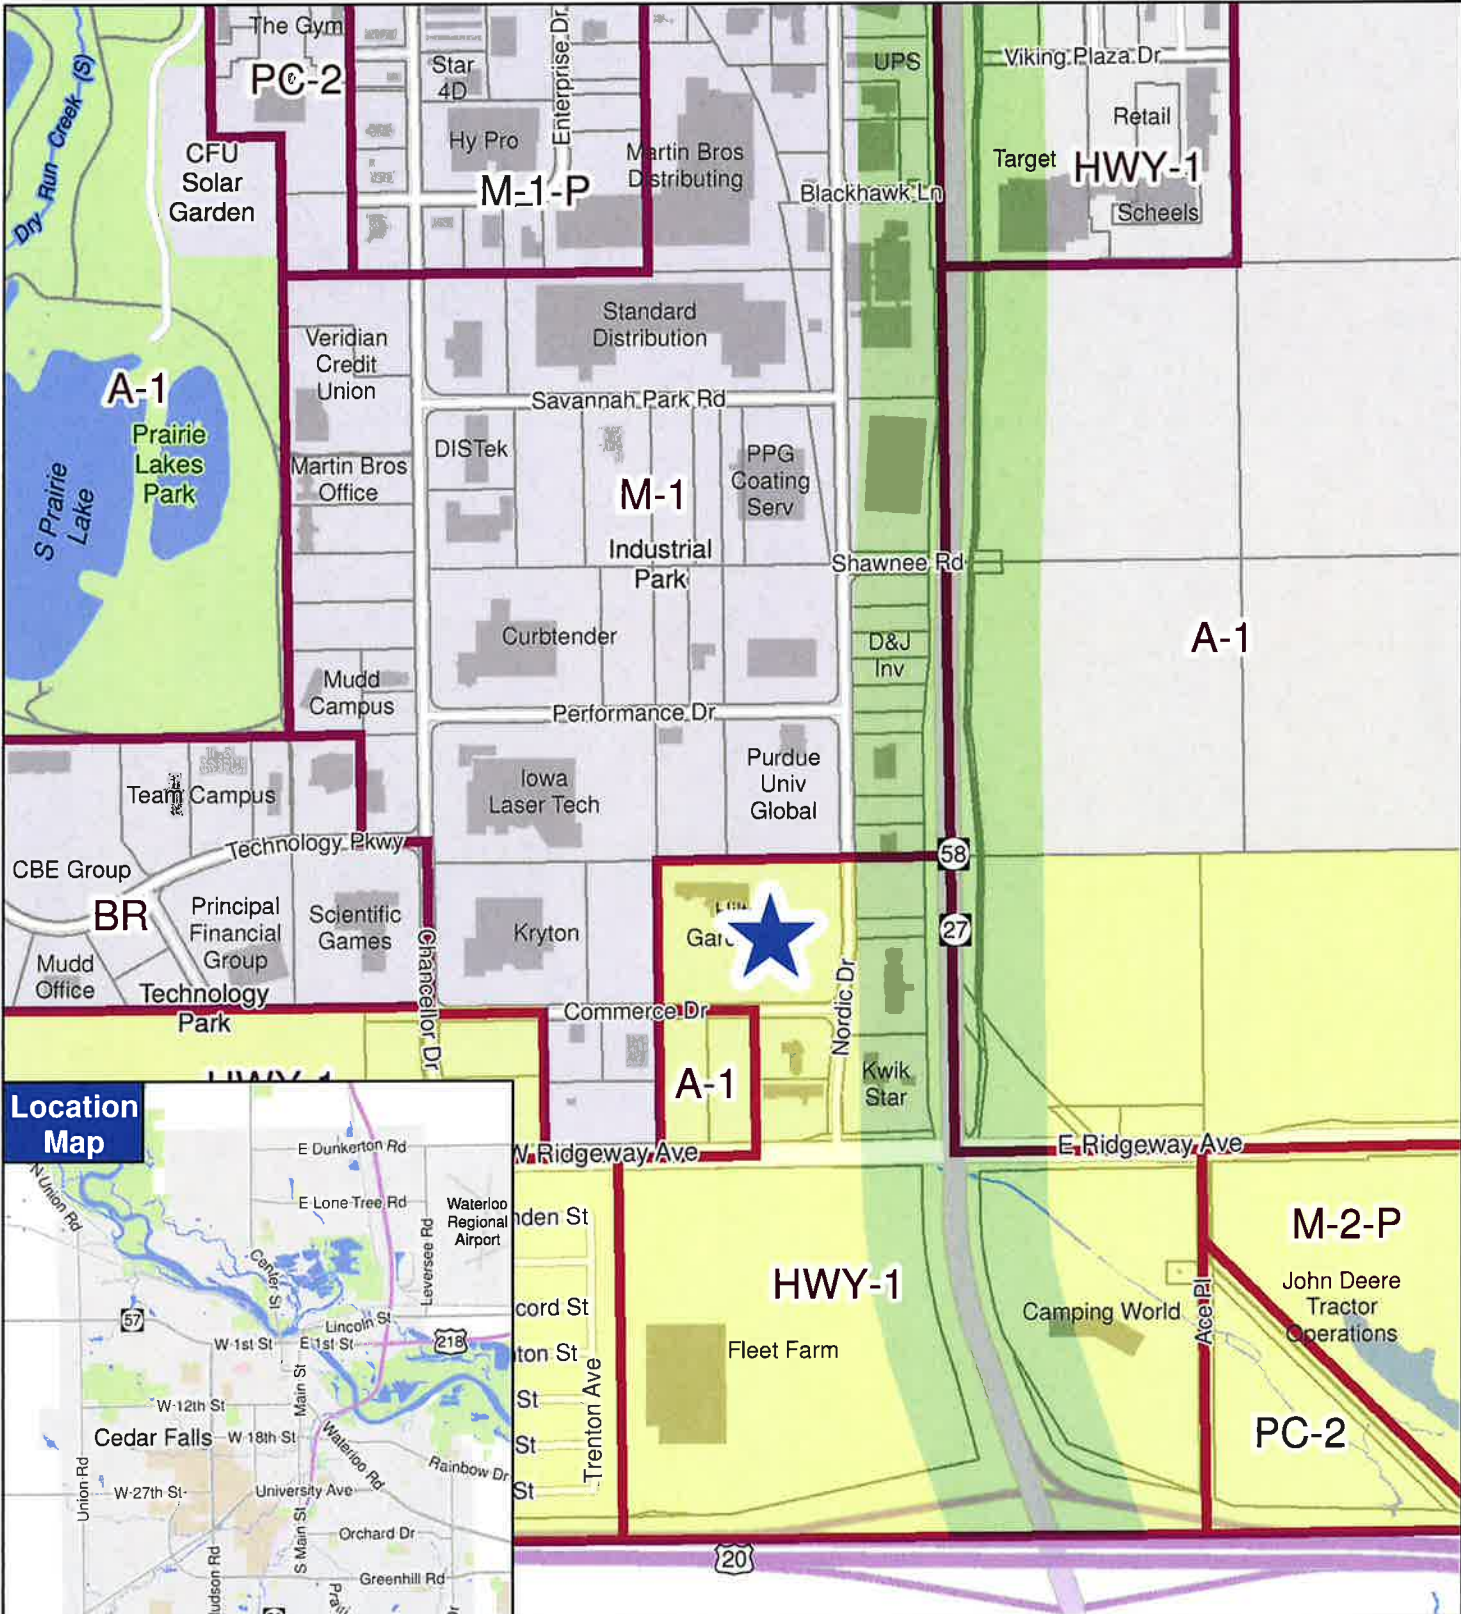 The Gym
PC-2
Star
4D
Enterprise Dr
UPS
Viking Plaza Dr
Dry Run Creek (S)
CFU
Solar
Garden
Hy Pro
M-1-P
Martin Bros
Distributing
Blackhawk Ln
Target
Retail
HWY-1
Scheels
Veridian
Credit
Union
Standard
Distribution
A-1
Prairie
Lakes
Park
S Prairie
Lake
Savannah Park Rd
DISTek
Martin Bros
Office
M-1
PPG
Coating
Serv
Industrial
Park
Shawnee Rd
Curbtender
D&J
Inv
A-1
Mudd
Campus
Performance Dr
Team Campus
Iowa
Laser Tech
Purdue
Univ
Global
Technology Pkwy
58
CBE Group
BR
Principal
Financial
Group
Scientific
Games
Kryton
27
Mudd
Office
Technology
Park
Chancellor Dr
Commerce Dr
Nordic Dr
A-1
Kwik
Star
HWY-1
W Ridgeway Ave
E Ridgeway Ave
Location
Map
E Dunkerton Rd
N Union Rd
E Lone Tree Rd
Waterloo
Regional
Airport
Leversee Rd
Center St
57
Lincoln St
W 1st St
E 1st St
218
Main St
W 12th St
Cedar Falls
W 18th St
Waterloo Rd
Rainbow Dr
Union Rd
W 27th St
University Ave
S Main St
Orchard Dr
Greenhill Rd
St
St
St
Trenton Ave
HWY-1
Fleet Farm
Camping World
Ace Pl
M-2-P
John Deere
Tractor
Operations
PC-2
20